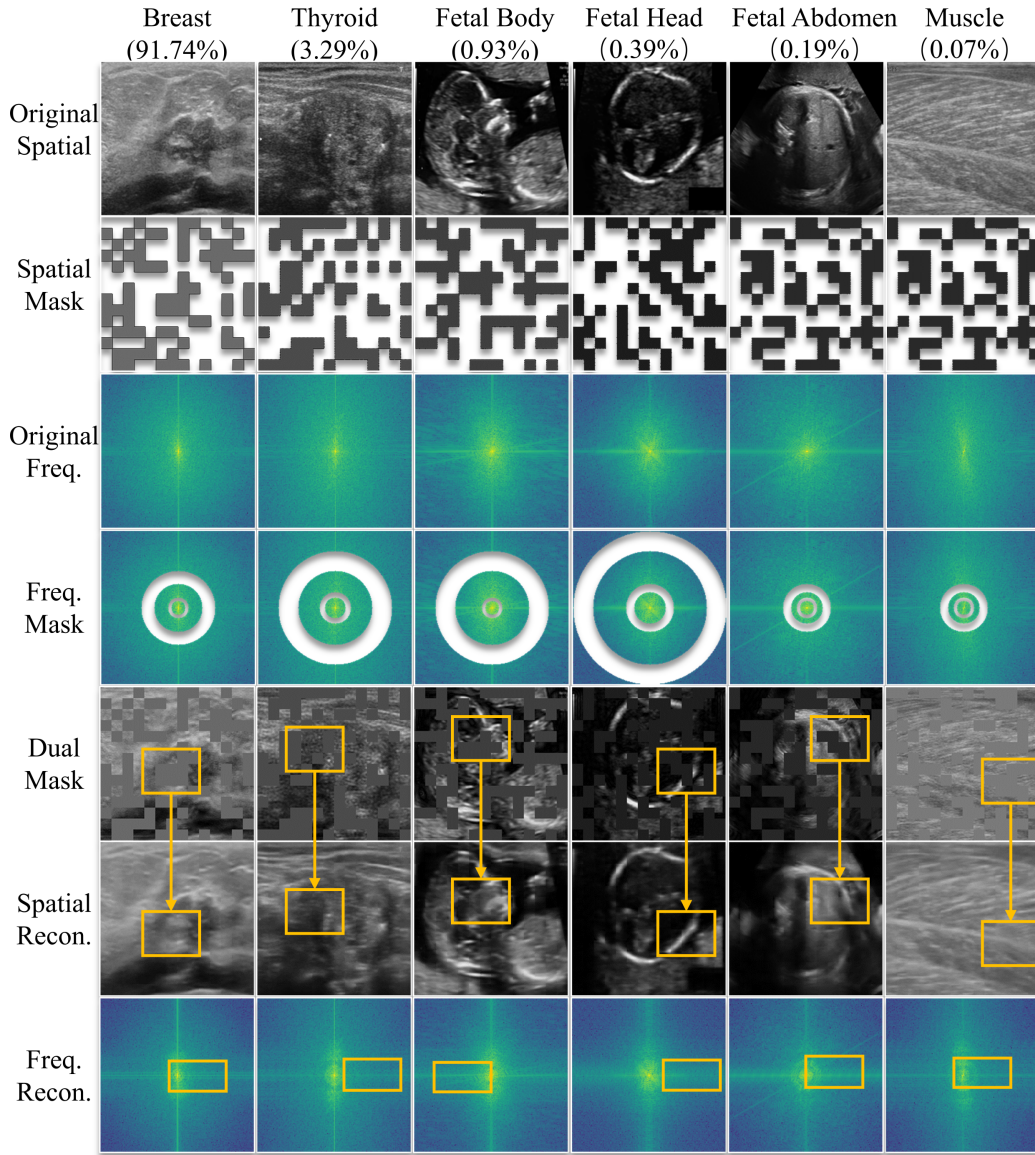 Breast Thyroid Fetal Body Fetal Head Fetal Abdomen Muscle
(91.74%) (3.29%) (0.93%) (0.39%) (0.19%) (0.07%)
Original
Spatial
Spatial
Mask
Original
Freq.
Freq.
Mask
Dual
Mask
Spatial
Recon.
Freq.
Recon.